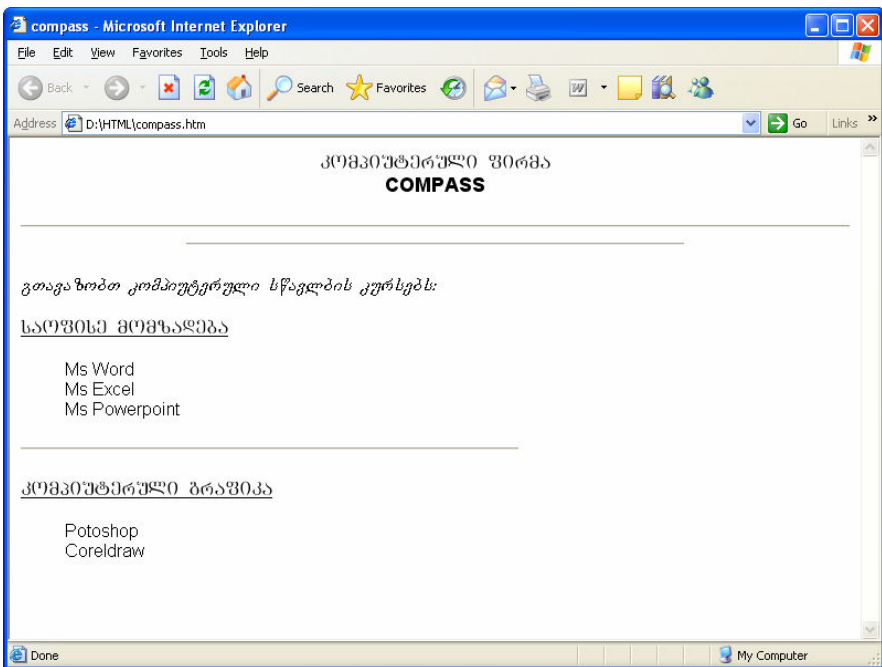 compass - Microsoft Internet Explorer
File Edit View Favorites Tools Help
Back Search Favorites
Address D:\HTML\compass.htm Go Links »
კომპიუტერული ფირმა
COMPASS
გთავაზობთ კომპიუტერული სწავლბის კურსებს:
საოფისე მომზადება
Ms Word
Ms Excel
Ms Powerpoint
კომპიუტერული გრაფიკა
Potoshop
Coreldraw
Done My Computer